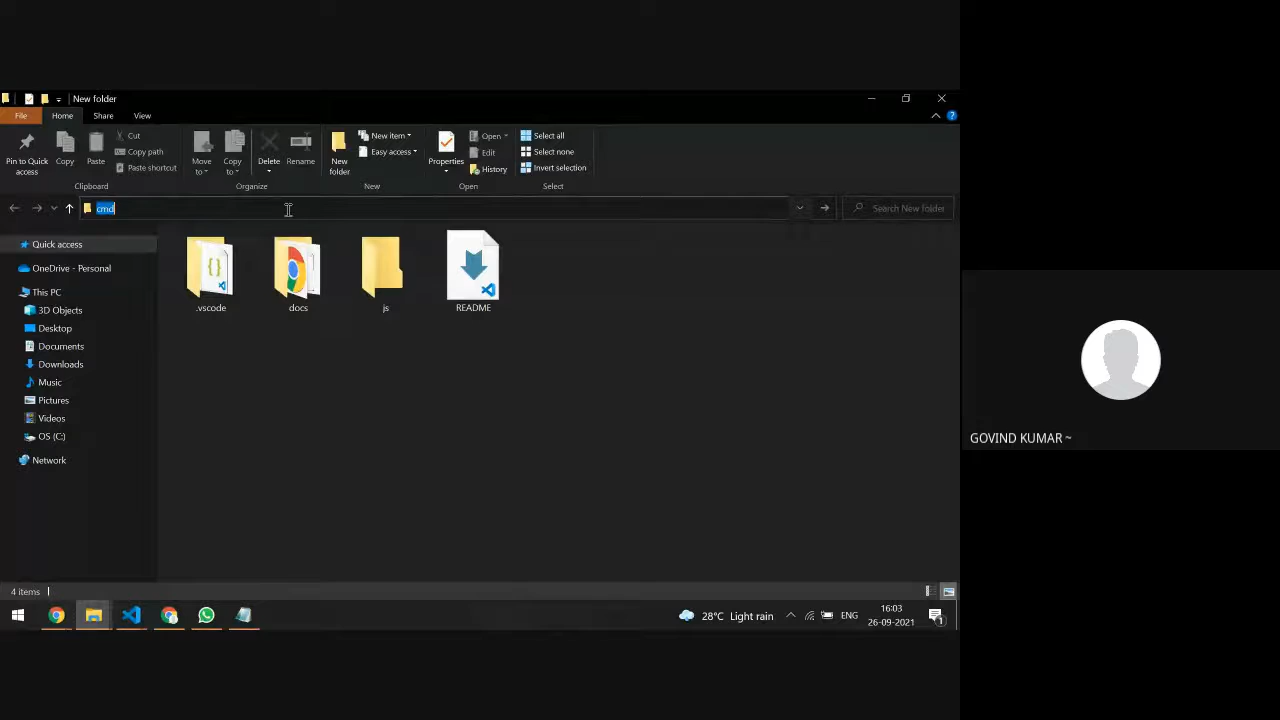 New folder
File Home Share View
Pin to Quick access
Copy
Paste
Cut
Copy path
Paste shortcut
Move to
Copy to
Delete
Rename
New folder
New item
Easy access
Properties
Open
Edit
History
Select all
Select none
Invert selection
Clipboard Organize New Open Select
cmd
Search New folder
Quick access
OneDrive - Personal
This PC
3D Objects
Desktop
Documents
Downloads
Music
Pictures
Videos
OS (C:)
Network
.vscode docs js README
GOVIND KUMAR ~
4 items
28°C Light rain
ENG
16:03
26-09-2021
1